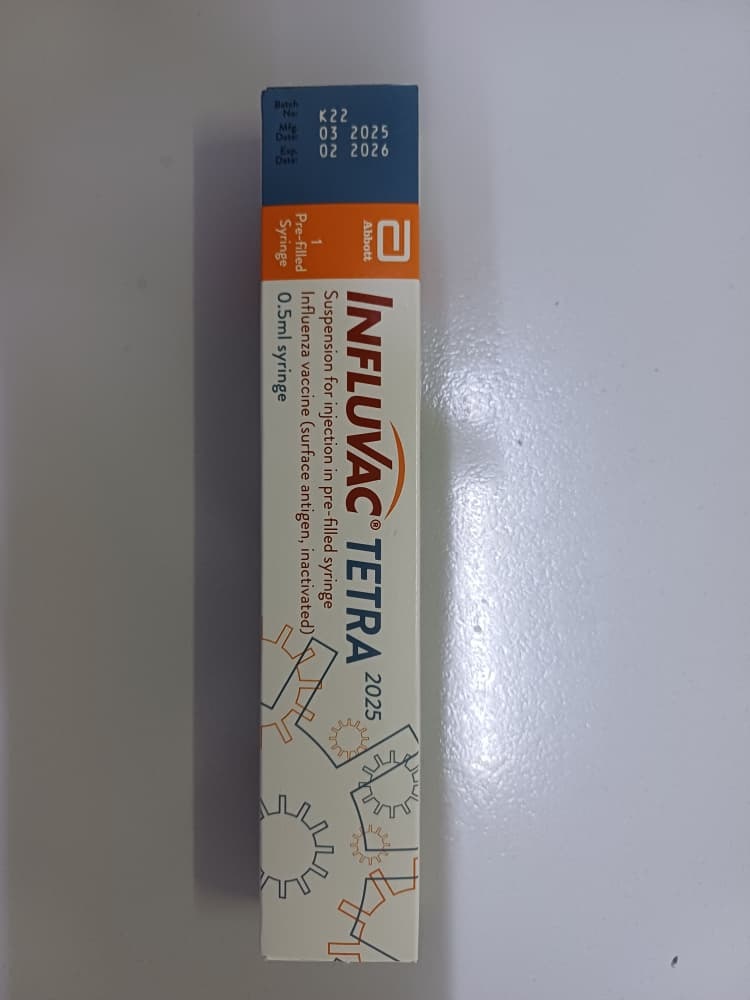 Batch No: K22
Mfg. Date: 03 2025
Exp. Date: 02 2026
Abbott
1
Pre-filled
Syringe
INFLUVAC® TETRA 2025
Suspension for injection in pre-filled syringe
Influenza vaccine (surface antigen, inactivated)
0.5ml syringe